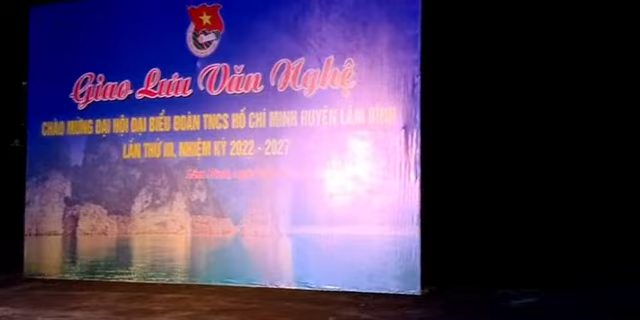 Giao Lưu Văn Nghệ
CHÀO MỪNG ĐẠI HỘI ĐẠI BIỂU ĐOÀN TNCS HỒ CHÍ MINH HUYỆN LÂM BÌNH
LẦN THỨ III, NHIỆM KỲ 2022 - 2027